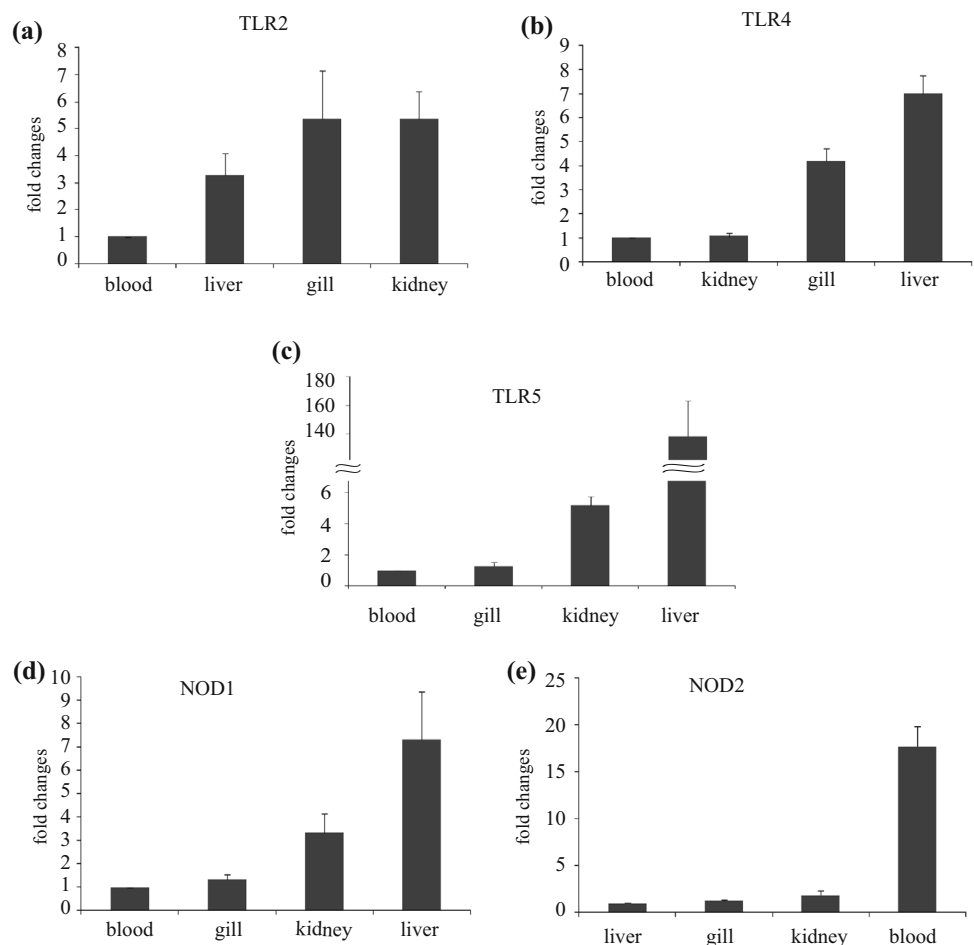 (a)
TLR2
fold changes
8
7
6
5
4
3
2
1
0
blood liver gill kidney
(b)
TLR4
fold changes
9
8
7
6
5
4
3
2
1
0
blood kidney gill liver
(c)
TLR5
fold changes
180
160
140
6
4
2
0
blood gill kidney liver
(d)
NOD1
fold changes
10
9
8
7
6
5
4
3
2
1
0
blood gill kidney liver
(e)
NOD2
fold changes
25
20
15
10
5
0
liver gill kidney blood